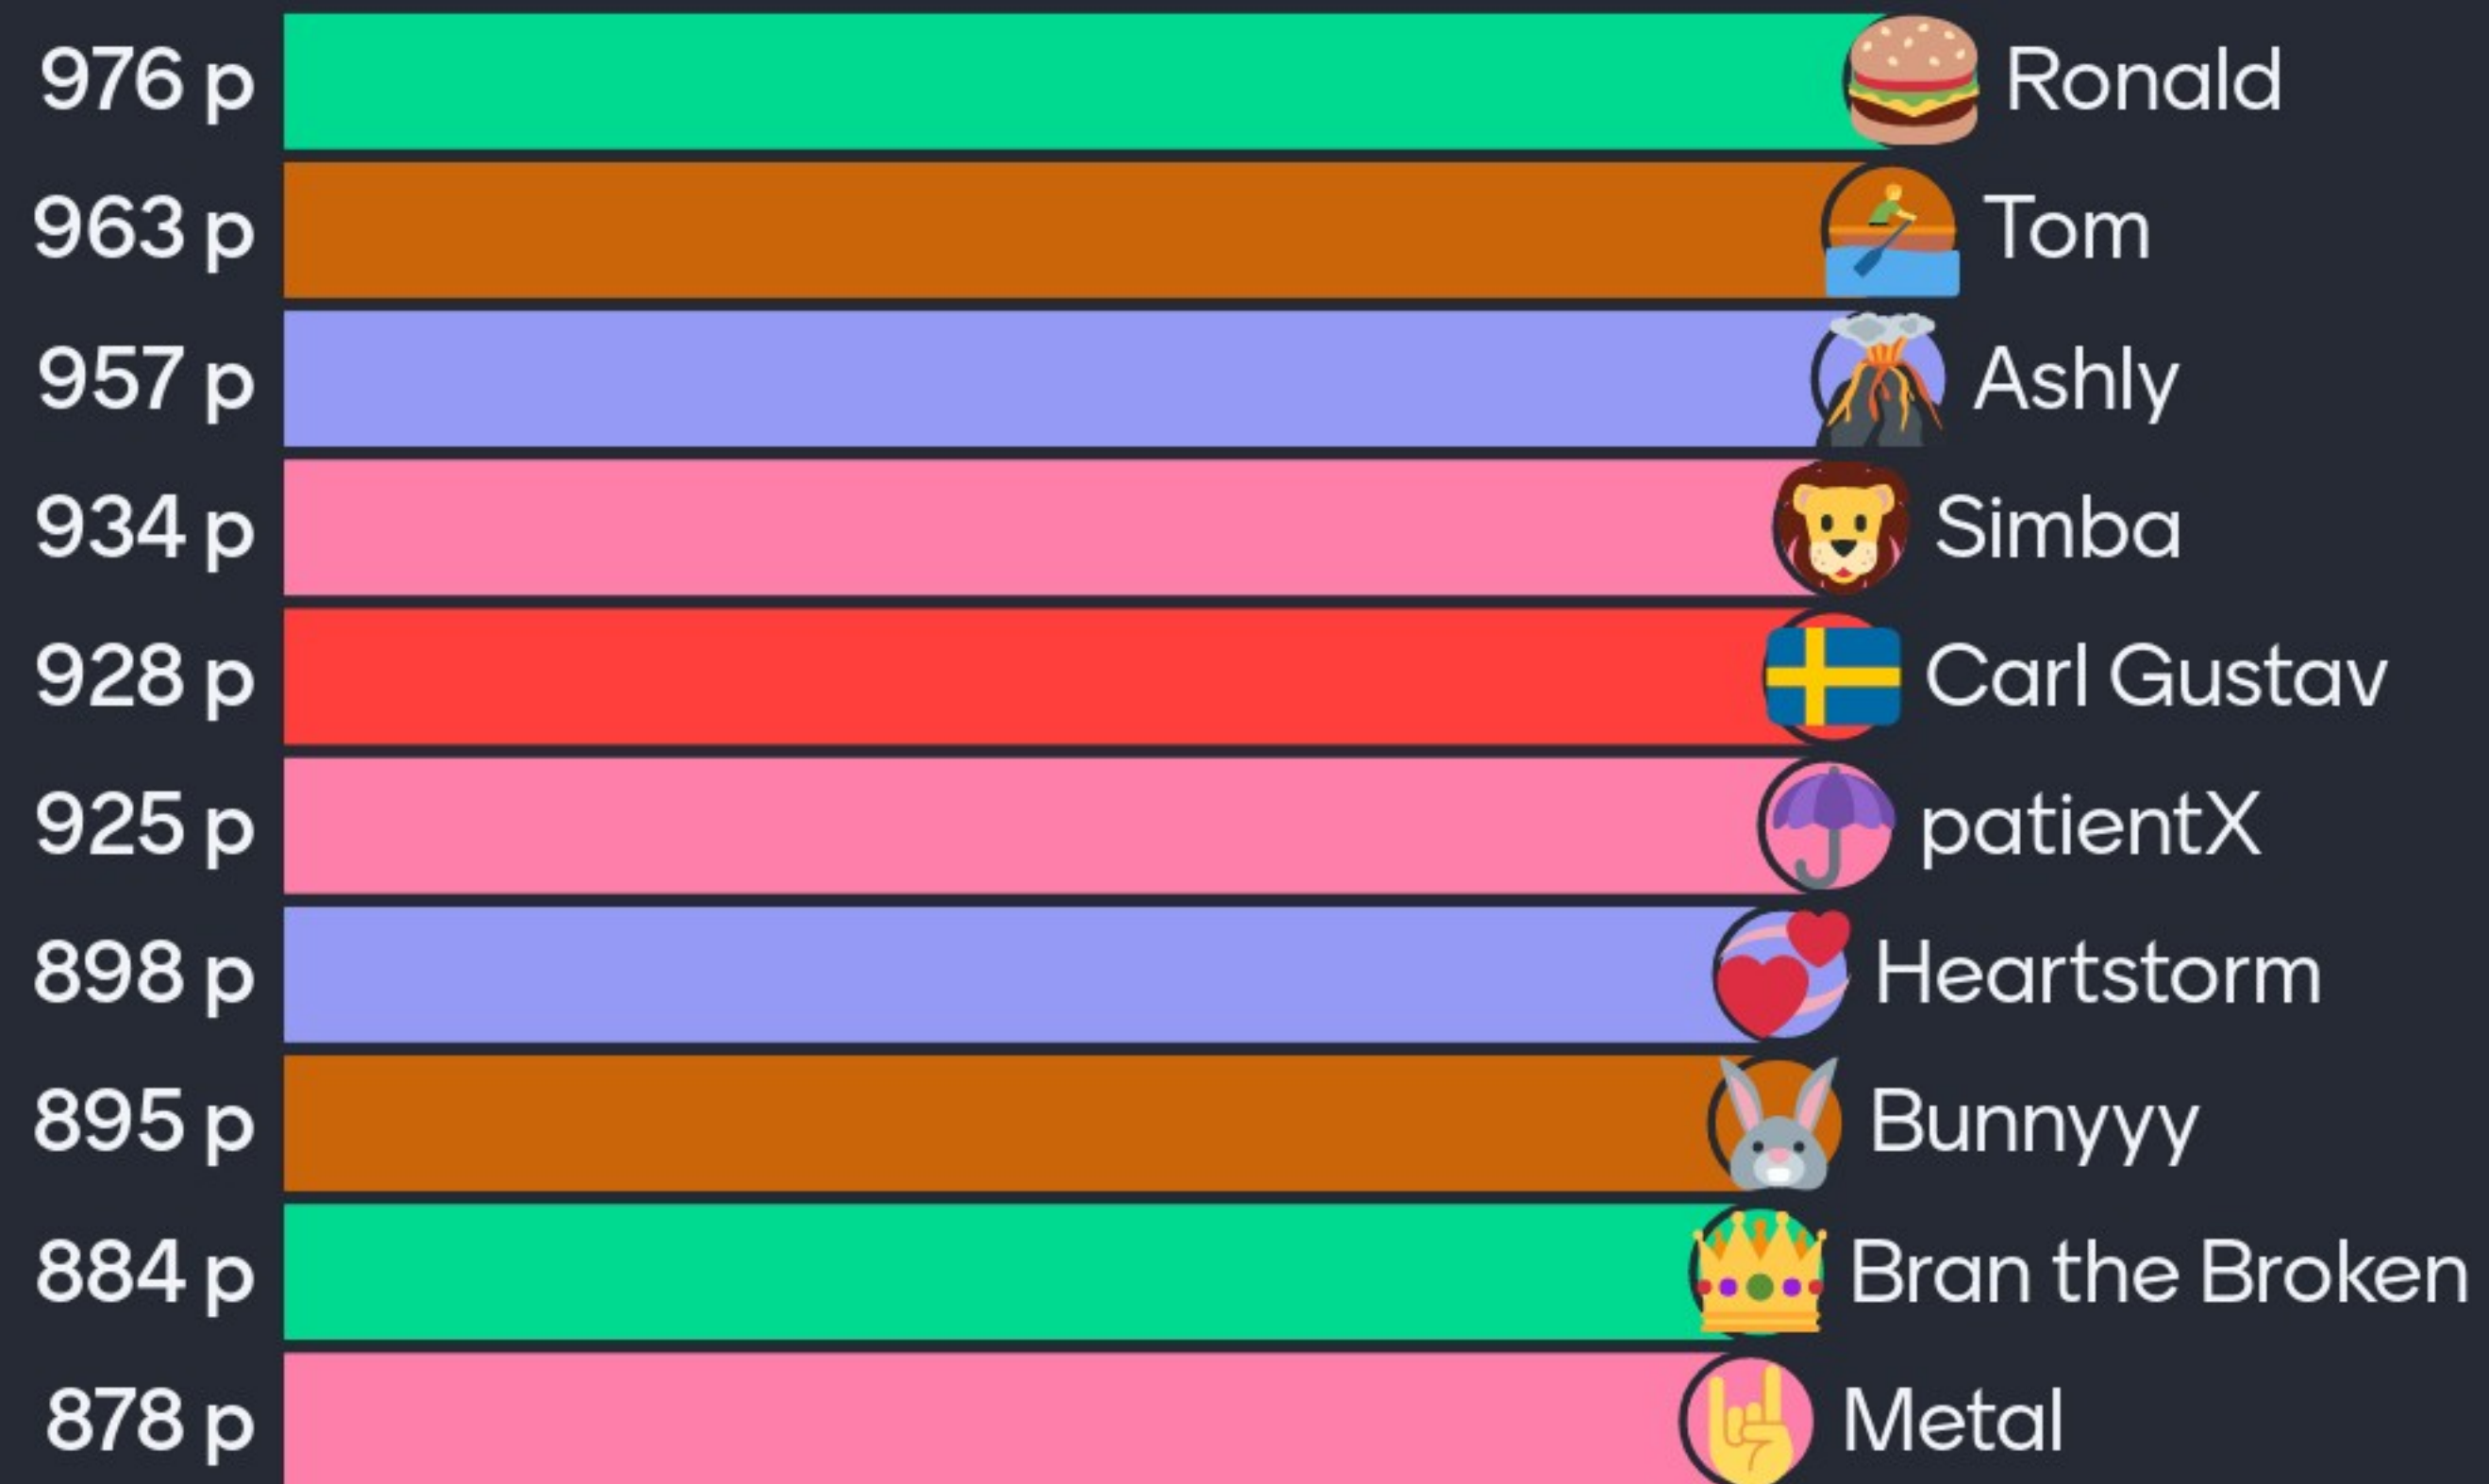 976 p Ronald
963 p Tom
957 p Ashly
934 p Simba
928 p Carl Gustav
925 p patientX
898 p Heartstorm
895 p Bunnyyy
884 p Bran the Broken
878 p Metal